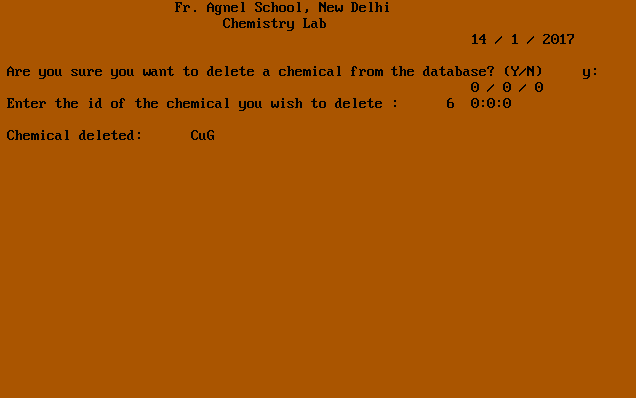 Fr. Agnel School, New Delhi
Chemistry Lab
14 / 1 / 2017
Are you sure you want to delete a chemical from the database? (Y/N) y:
0 / 0 / 0
Enter the id of the chemical you wish to delete : 6 0:0:0
Chemical deleted: CuG